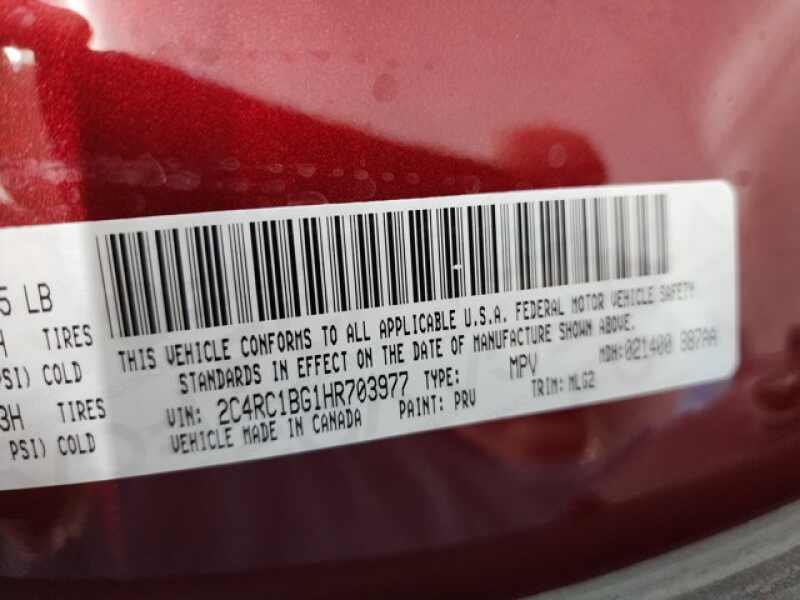 5 LB
H TIRES
PSI) COLD
3H TIRES
PSI) COLD
THIS VEHICLE CONFORMS TO ALL APPLICABLE U.S.A. FEDERAL MOTOR VEHICLE SAFETY
STANDARDS IN EFFECT ON THE DATE OF MANUFACTURE SHOWN ABOVE.
VIN: 2C4RC1BG1HR703977 TYPE: MPV MDH:021400 987AA
VEHICLE MADE IN CANADA PAINT: PRV TRIM: MLG2